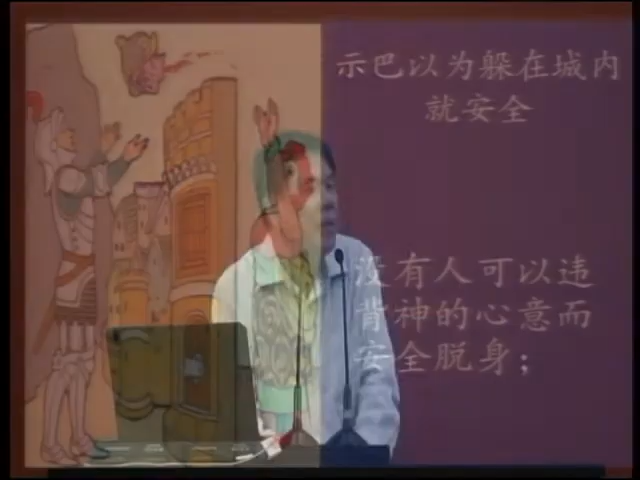 示巴以为躲在城内
就安全
没有人可以违
背神的心意而
安全脱身；